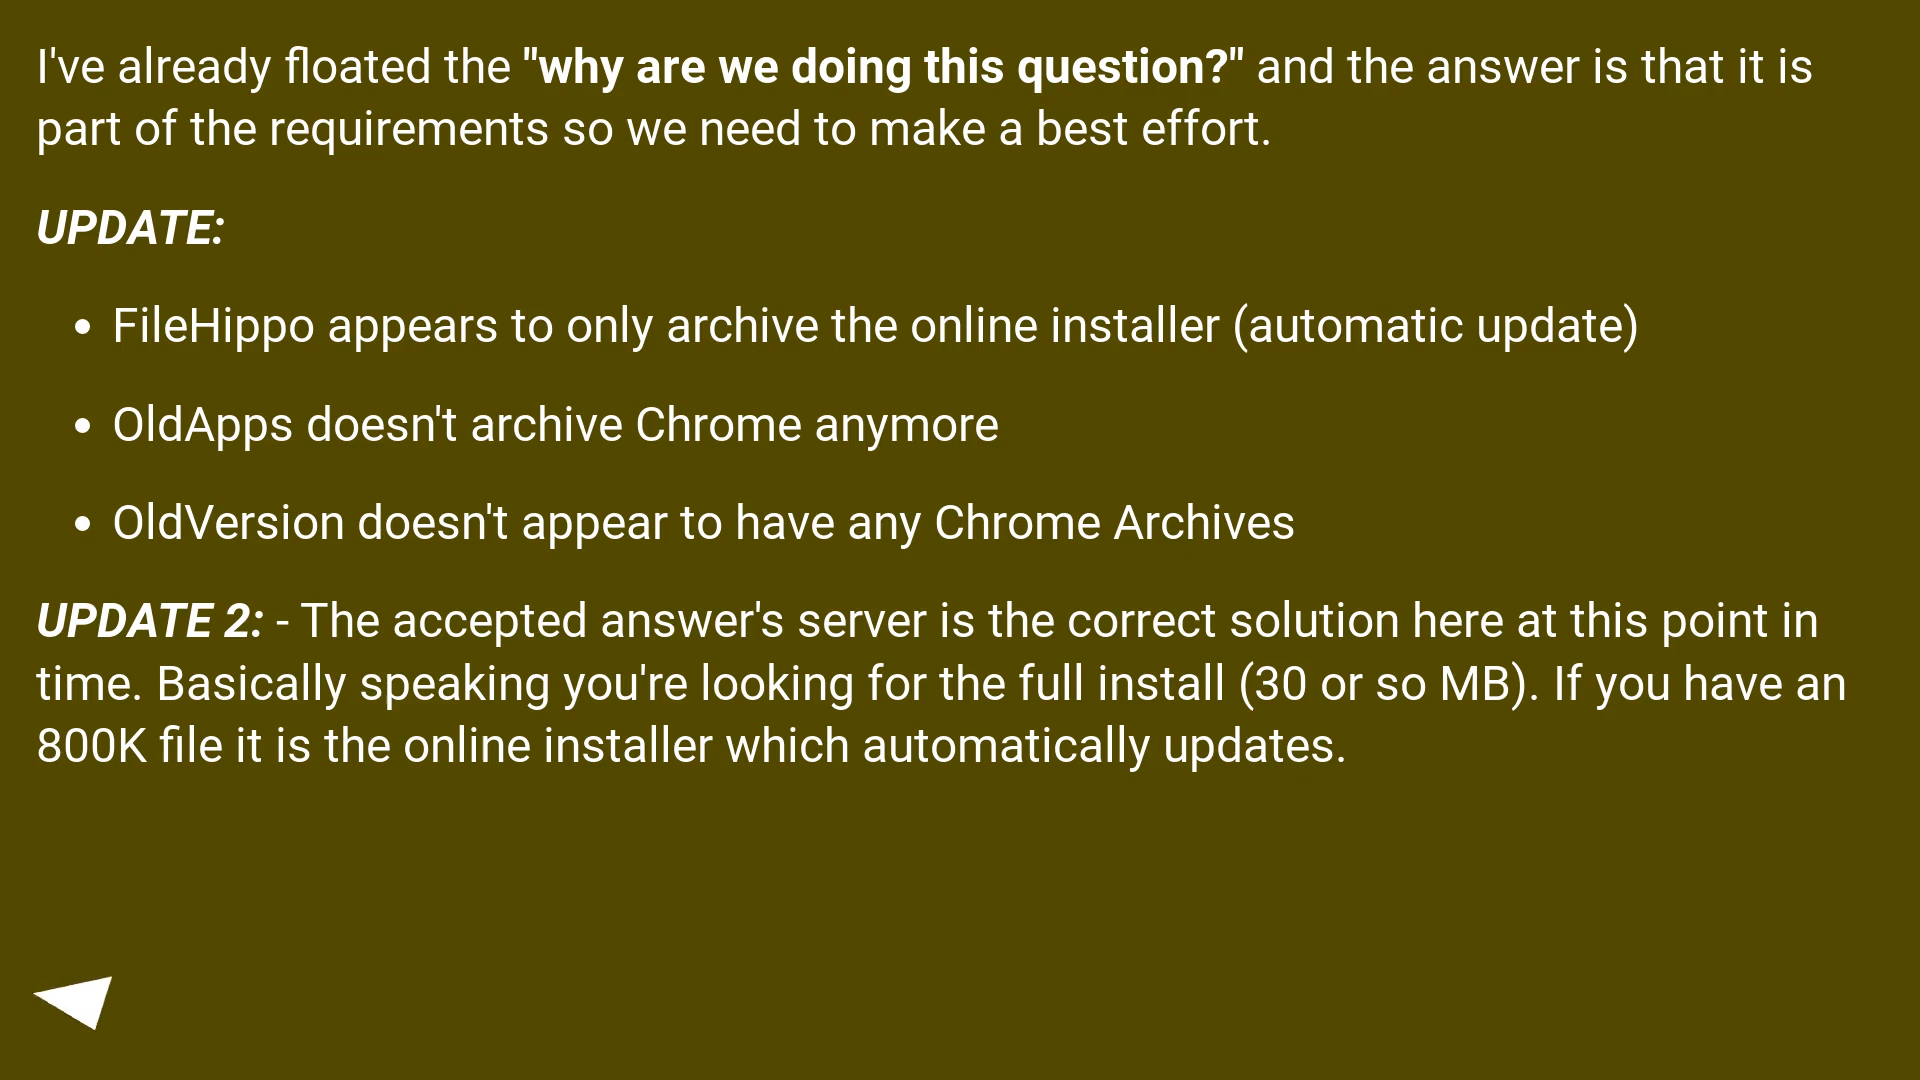 I've already floated the "why are we doing this question?" and the answer is that it is
part of the requirements so we need to make a best effort.
UPDATE:
• FileHippo appears to only archive the online installer (automatic update)
• OldApps doesn't archive Chrome anymore
• OldVersion doesn't appear to have any Chrome Archives
UPDATE 2: - The accepted answer's server is the correct solution here at this point in
time. Basically speaking you're looking for the full install (30 or so MB). If you have an
800K file it is the online installer which automatically updates.